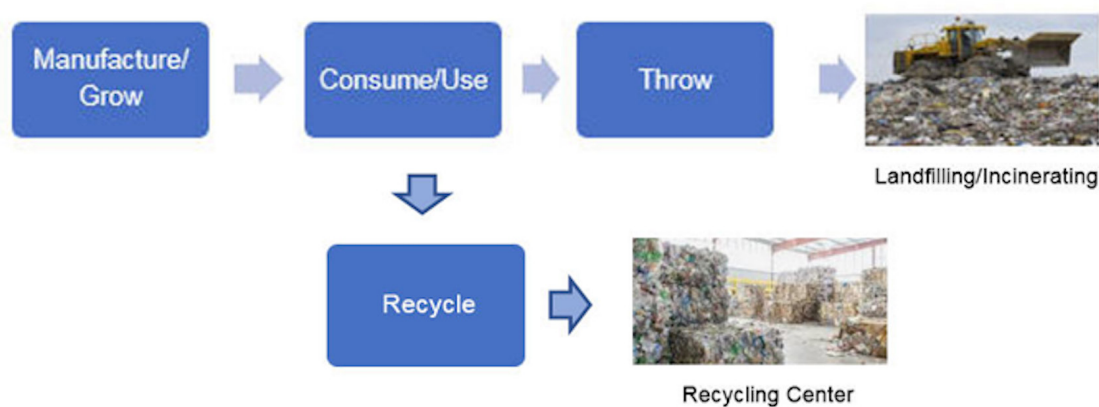 Manufacture/
Grow
Consume/Use
Throw
Landfilling/Incinerating
Recycle
Recycling Center